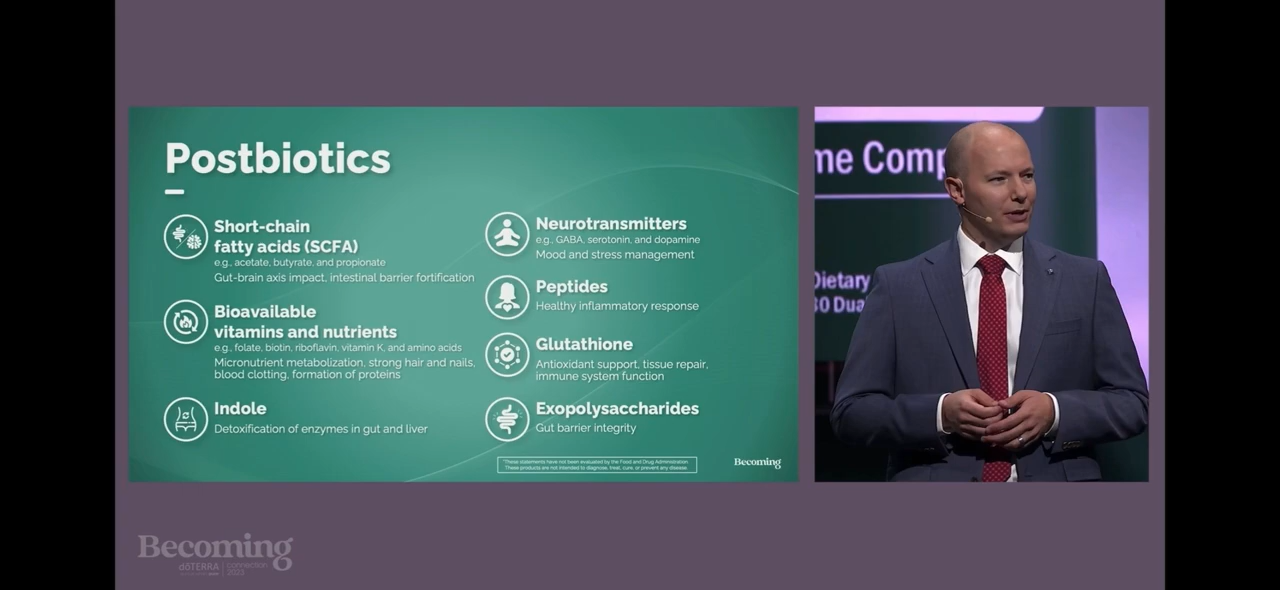 Postbiotics
Short-chain
fatty acids (SCFA)
e.g., acetate, butyrate, and propionate
Gut-brain axis impact, intestinal barrier fortification
Bioavailable
vitamins and nutrients
e.g., folate, biotin, riboflavin, vitamin K, and amino acids
Micronutrient metabolization, strong hair and nails,
blood clotting, formation of proteins
Indole
Detoxification of enzymes in gut and liver
Neurotransmitters
e.g., GABA, serotonin, and dopamine
Mood and stress management
Peptides
Healthy inflammatory response
Glutathione
Antioxidant support, tissue repair,
immune system function
Exopolysaccharides
Gut barrier integrity
*These statements have not been evaluated by the Food and Drug Administration.
These products are not intended to diagnose, treat, cure, or prevent any disease.
Becoming
me Comp
Dietary
30 Dua
Becoming
dōTERRA
connection
2023